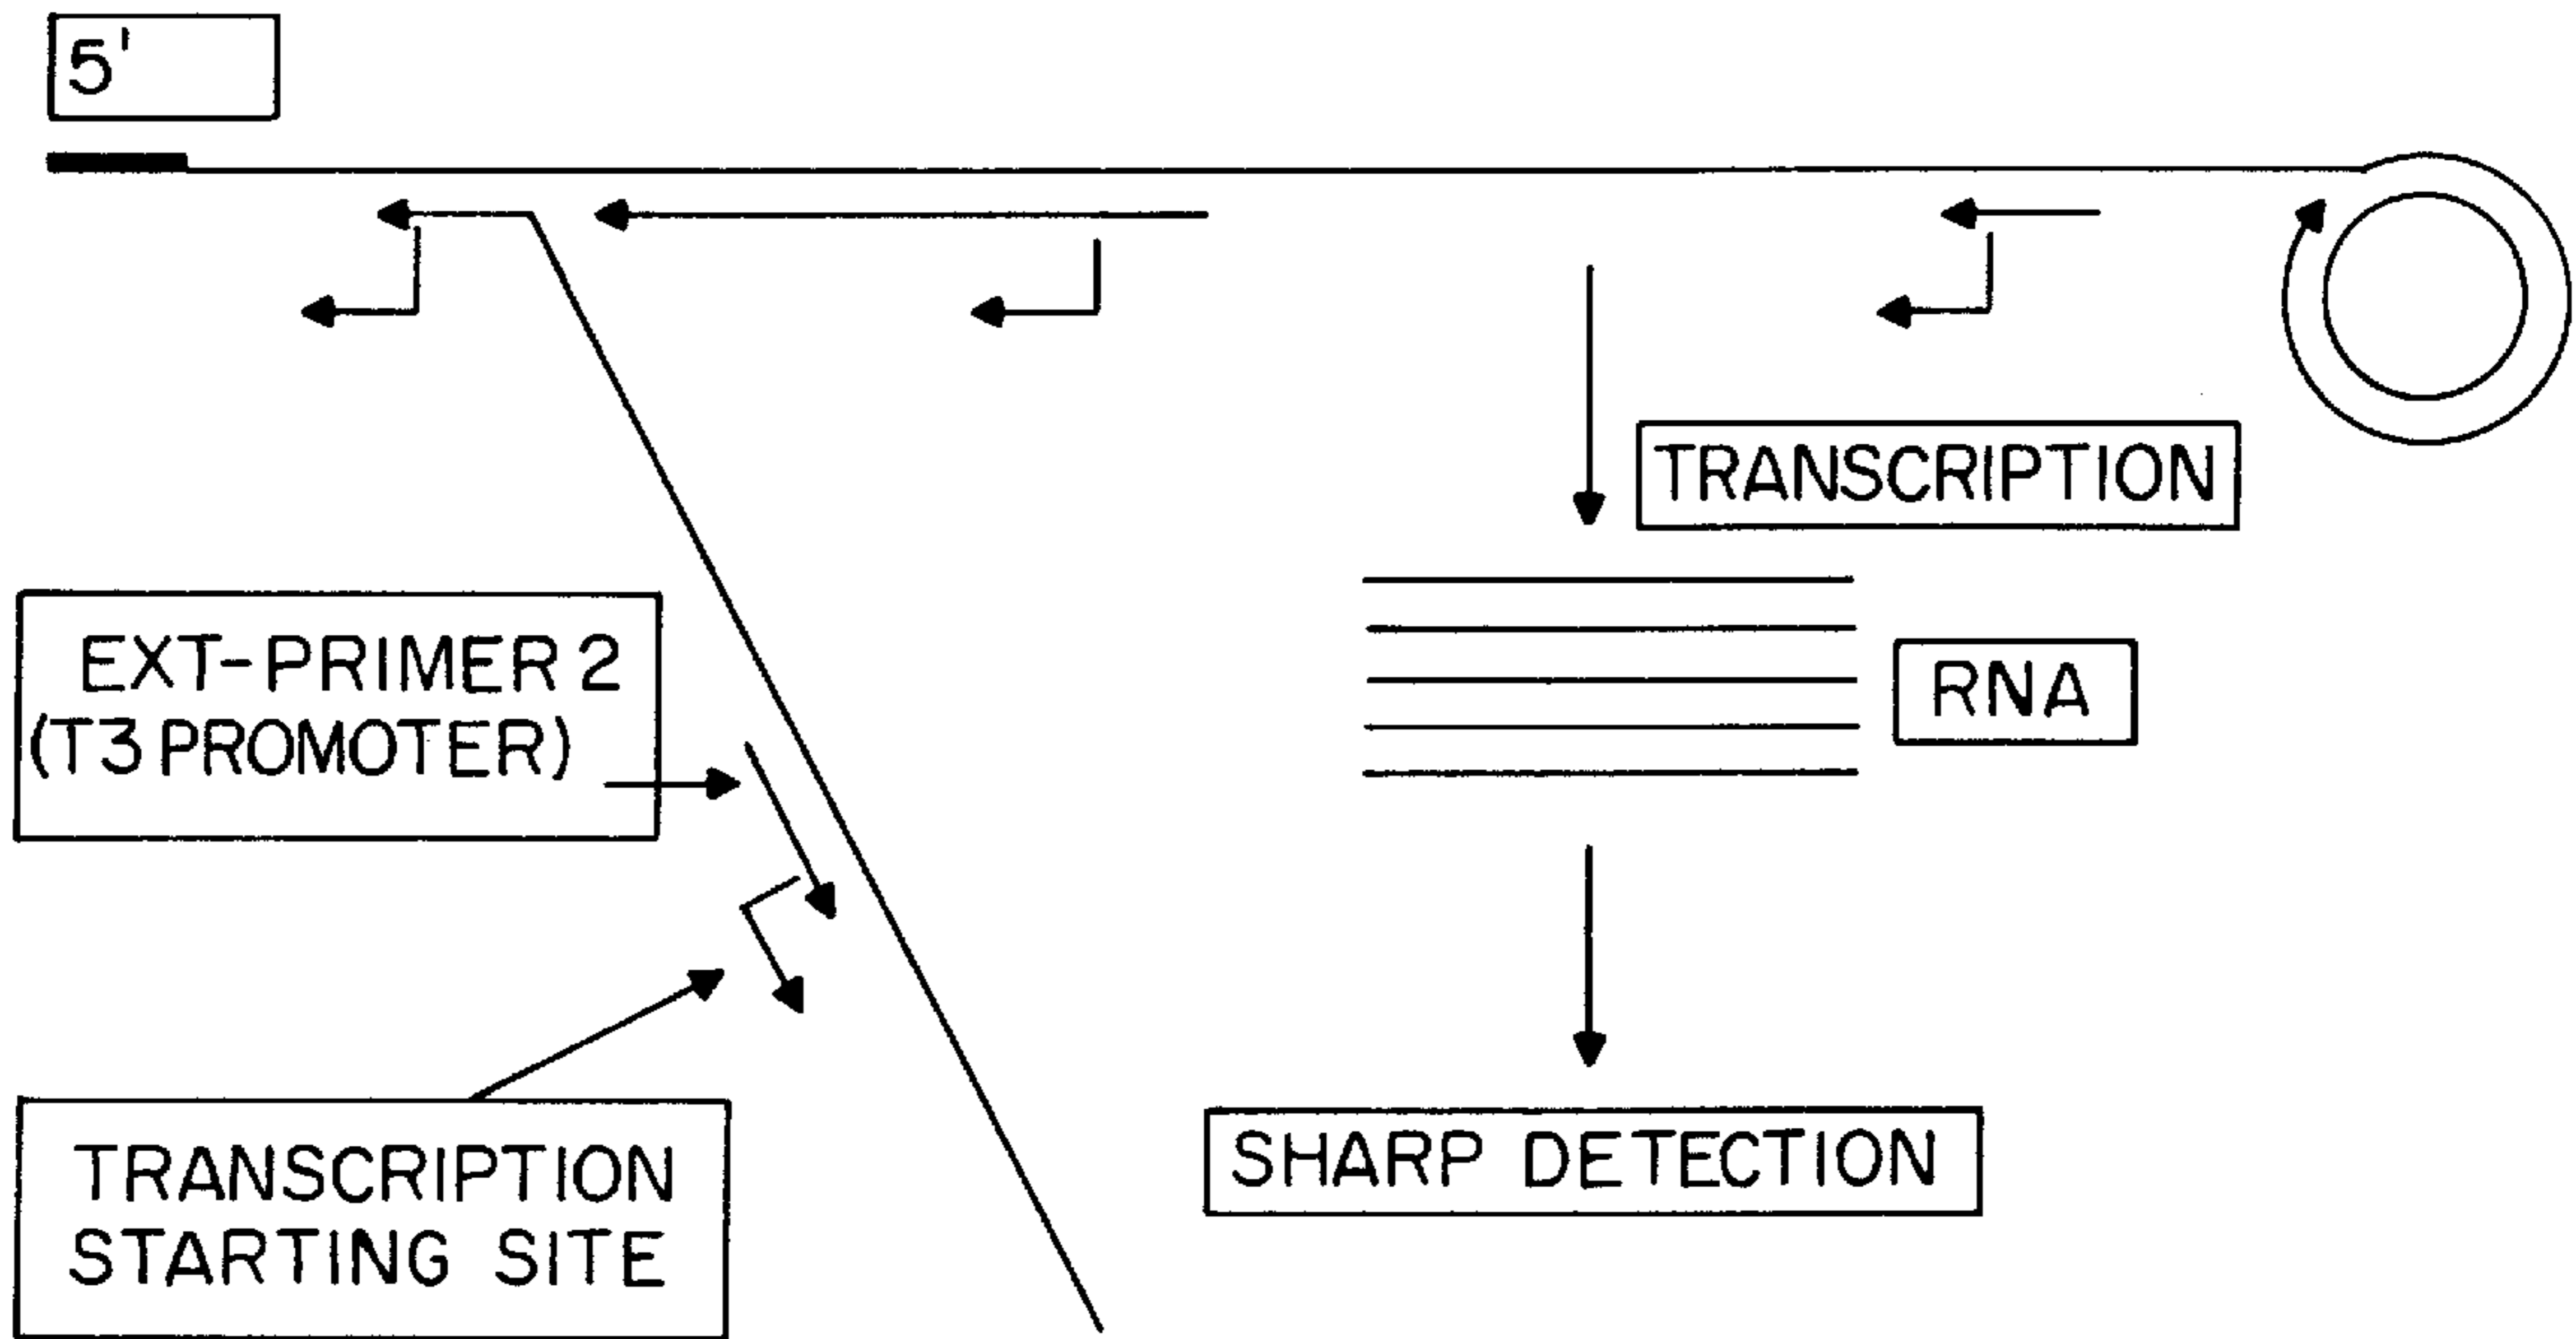 5'
TRANSCRIPTION
EXT-PRIMER 2
(T3 PROMOTER)
RNA
TRANSCRIPTION
STARTING SITE
SHARP DETECTION